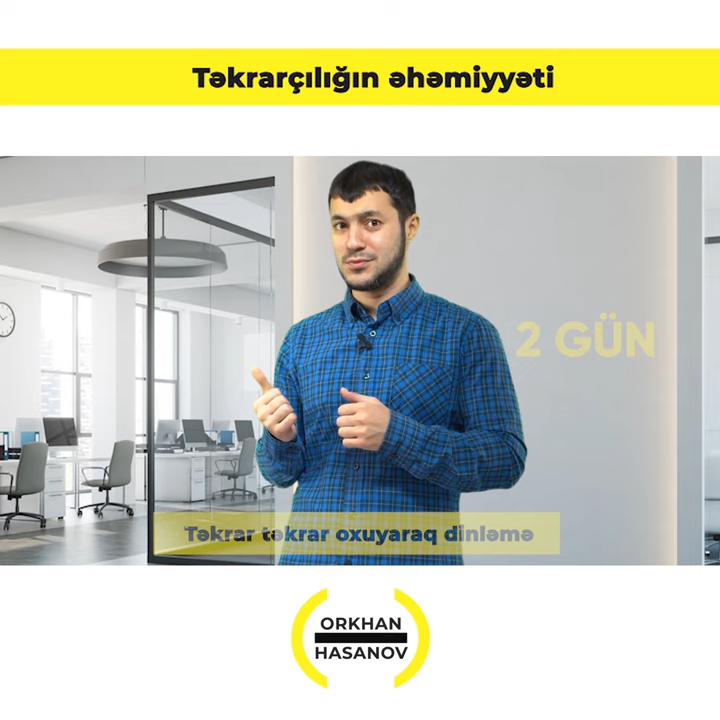 Təkrarçılığın əhəmiyyəti
2 GÜN
Təkrar təkrar oxuyaraq dinləmə
ORKHAN
HASANOV